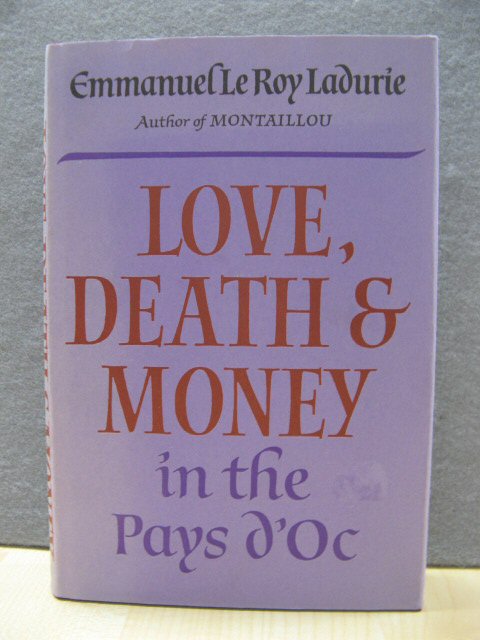 Emmanuel Le Roy Ladurie
Author of MONTAILLOU
LOVE,
DEATH &
MONEY
in the
Pays d'Oc